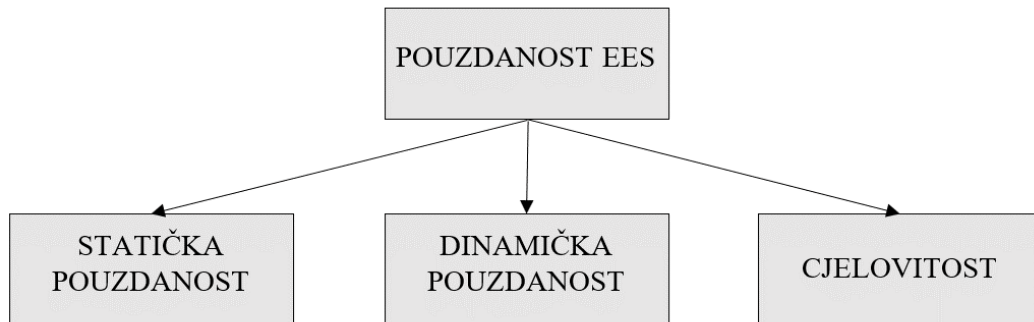 POUZDANOST EES
STATIČKA
POUZDANOST
DINAMIČKA
POUZDANOST
CJELOVITOST